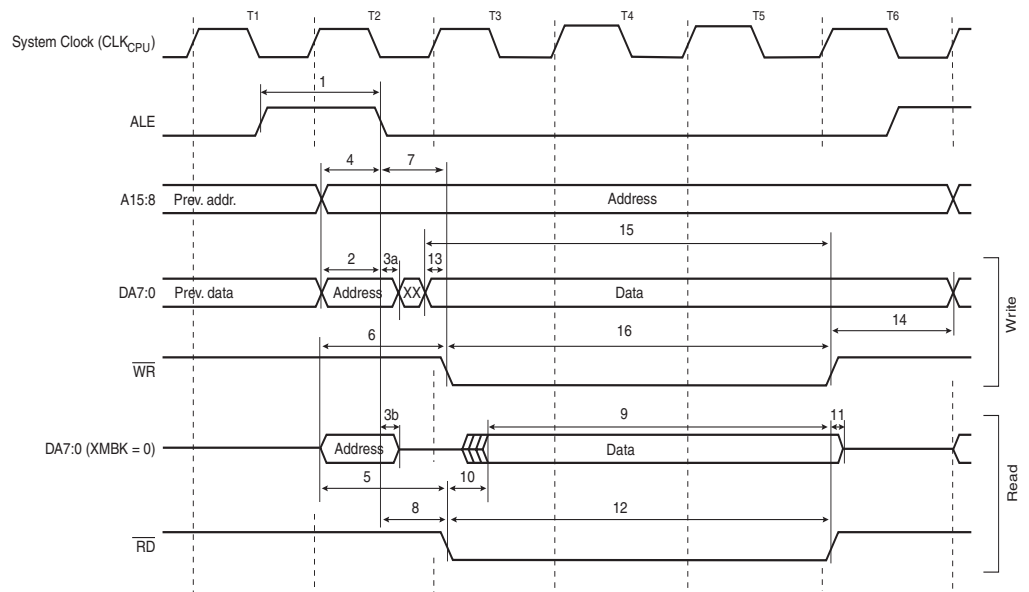 T1 T2 T3 T4 T5 T6
System Clock (CLKCPU)
1
ALE
4 7
A15:8 Prev. addr. Address
15
2 3a 13
DA7:0 Prev. data Address XX Data
14
6 16
WR
Write
3b 9 11
DA7:0 (XMBK = 0) Address Data
5 10
8 12
RD
Read